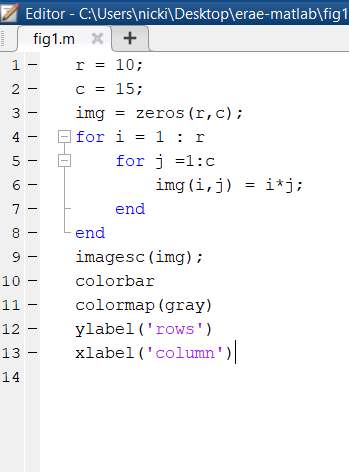 Editor - C:\Users\nicki\Desktop\erae-matlab\fig1
fig1.m
1 - r = 10;
2 - c = 15;
3 - img = zeros(r,c);
4 - for i = 1 : r
5 - for j =1:c
6 - img(i,j) = i*j;
7 - end
8 - end
9 - imagesc(img);
10 - colorbar
11 - colormap(gray)
12 - ylabel('rows')
13 - xlabel('column')
14